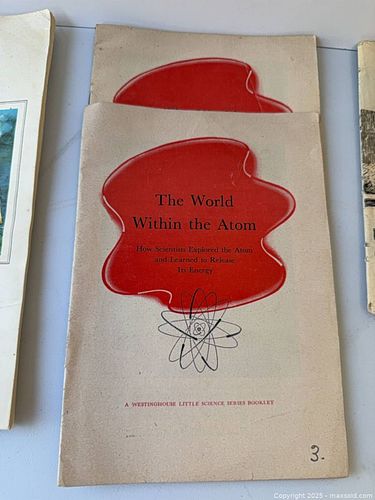 The World
Within the Atom
How Scientists Explored the Atom
and Learned to Release
Its Energy
A WESTINGHOUSE LITTLE SCIENCE SERIES BOOKLET
3.
Copyright 2025 - maxsold.com